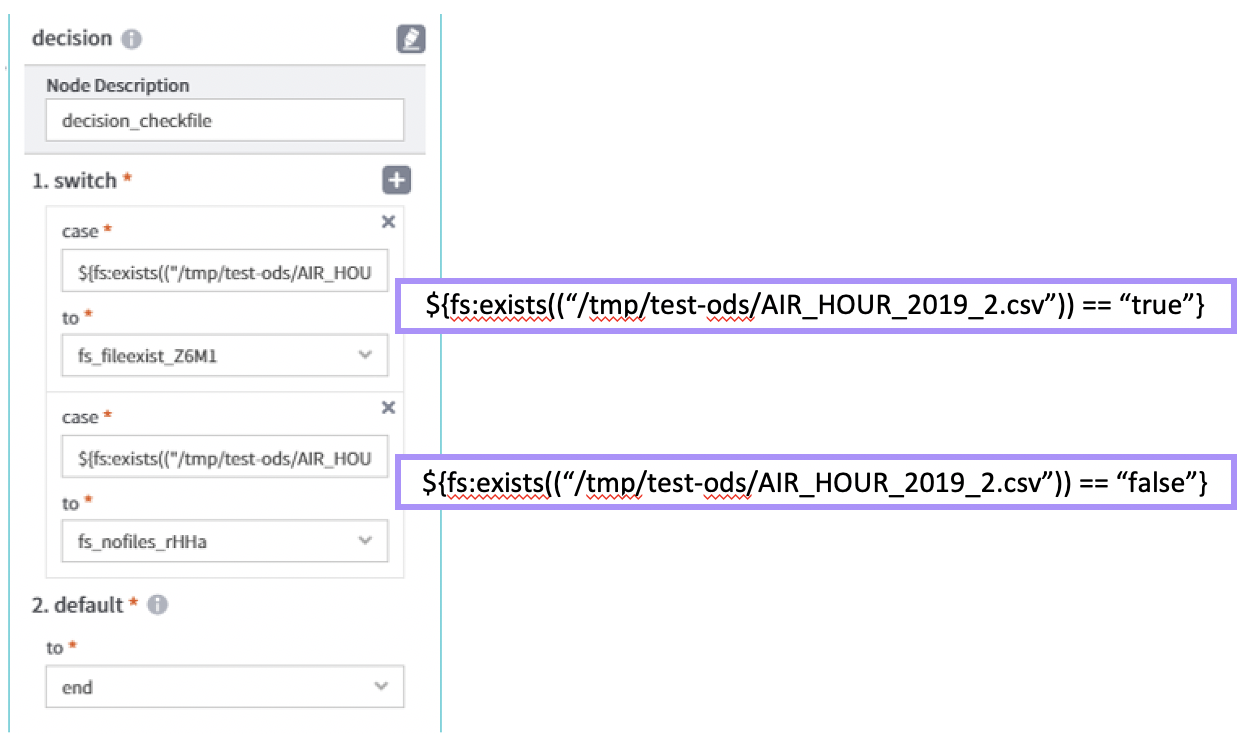 decision
Node Description
decision_checkfile
1. switch *
case *
${fs:exists(("/tmp/test-ods/AIR_HOU
${fs:exists((“/tmp/test-ods/AIR_HOUR_2019_2.csv”)) == “true”}
to *
fs_fileexist_Z6M1
case *
${fs:exists(("/tmp/test-ods/AIR_HOU
${fs:exists((“/tmp/test-ods/AIR_HOUR_2019_2.csv”)) == “false”}
to *
fs_nofiles_rHHa
2. default *
to *
end